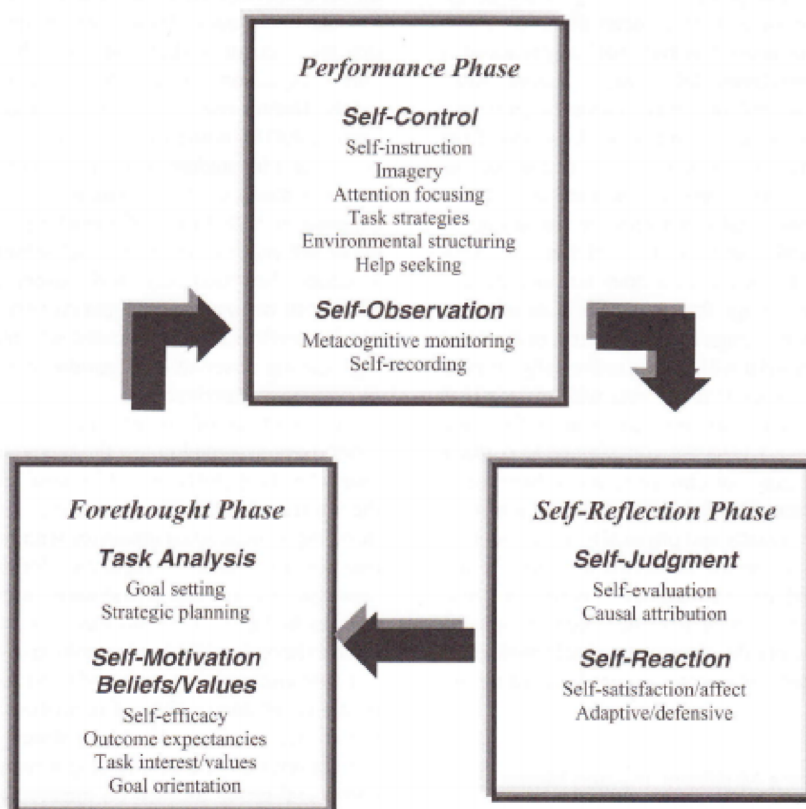 Performance Phase
Self-Control
Self-instruction
Imagery
Attention focusing
Task strategies
Environmental structuring
Help seeking
Self-Observation
Metacognitive monitoring
Self-recording
Forethought Phase
Task Analysis
Goal setting
Strategic planning
Self-Motivation
Beliefs/Values
Self-efficacy
Outcome expectancies
Task interest/values
Goal orientation
Self-Reflection Phase
Self-Judgment
Self-evaluation
Causal attribution
Self-Reaction
Self-satisfaction/affect
Adaptive/defensive